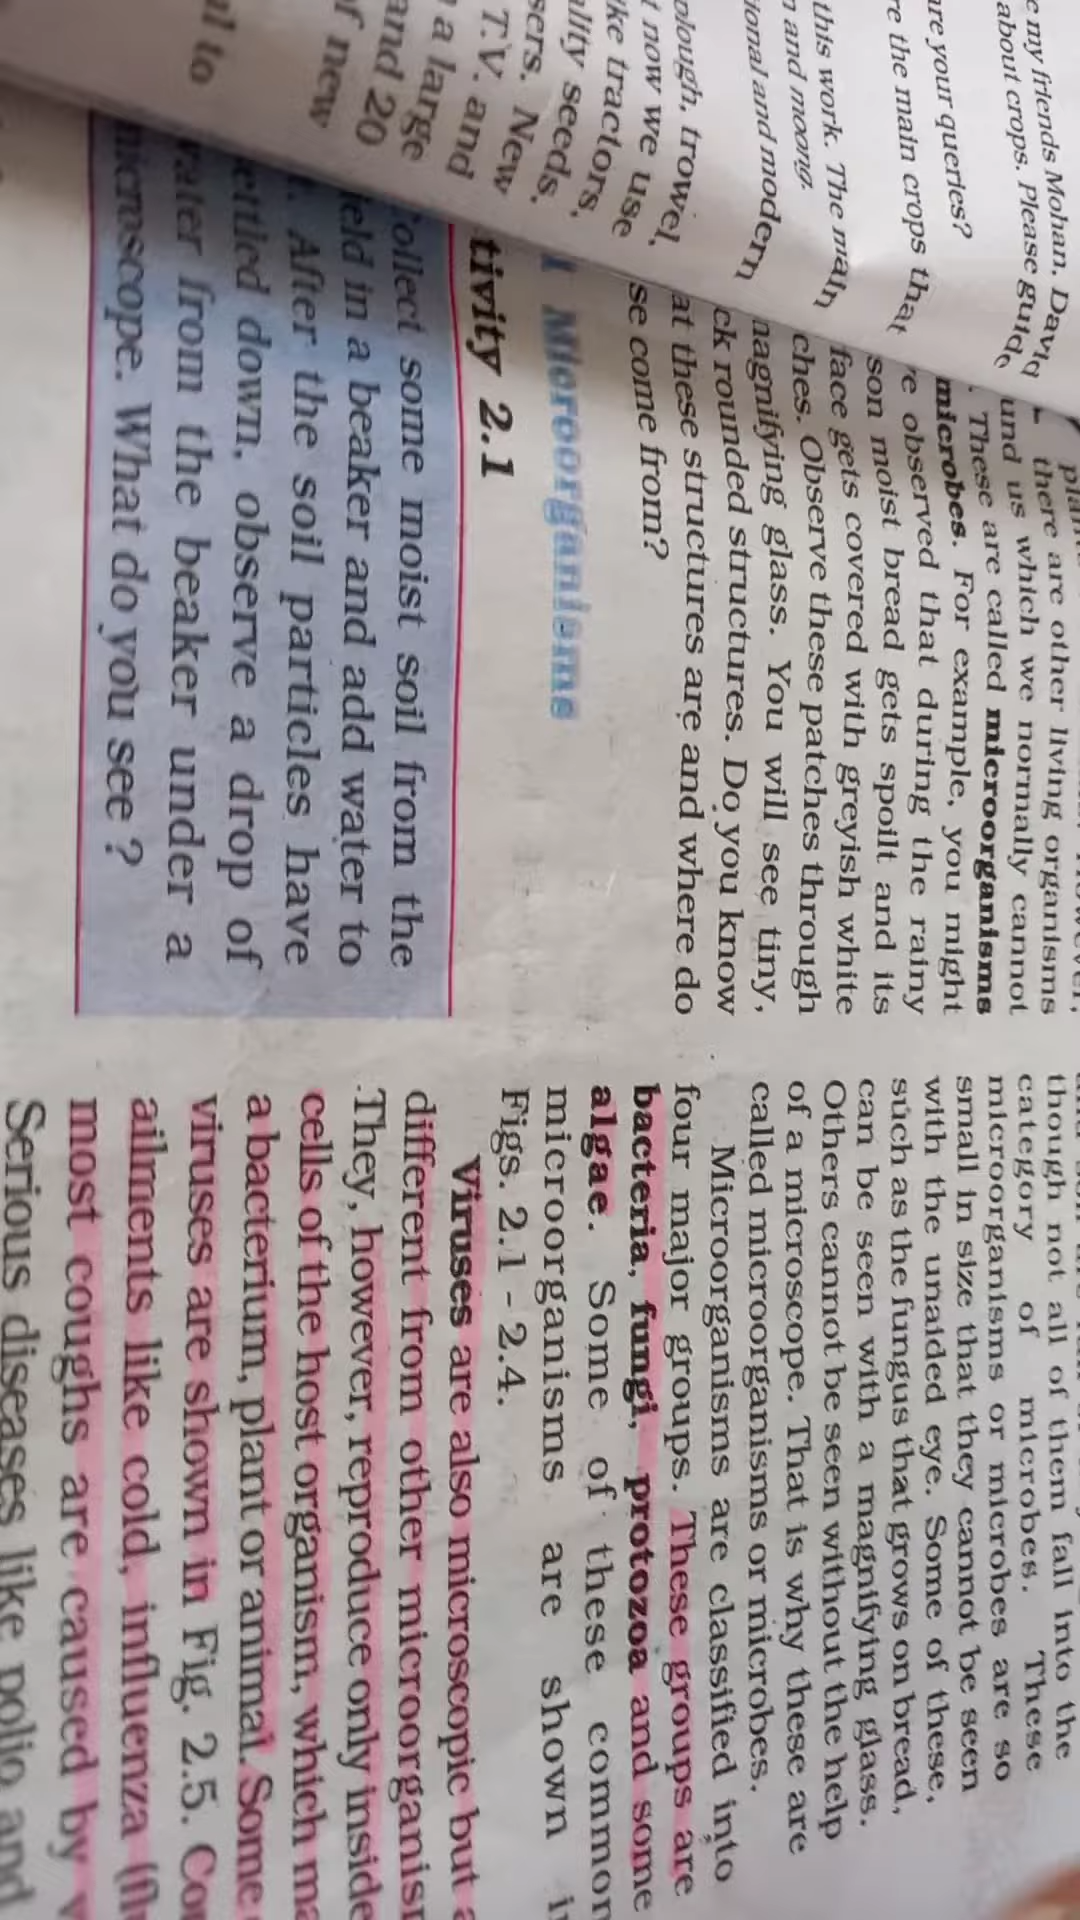 e my friends Mohan, David
about crops. Please guide
are your queries?
re the main crops that
this work. The main
and moong.
ional and modern
plough, trowel,
t now we use
ike tractors,
ality seeds,
sers. New
T.V. and
a large
and 20
of new
al to
there are other living organisms
und us which we normally cannot
. These are called microorganisms
microbes. For example, you might
e observed that during the rainy
son moist bread gets spoilt and its
face gets covered with greyish white
ches. Observe these patches through
nagnifying glass. You will see tiny,
ck rounded structures. Do you know
at these structures are and where do
se come from?
Microorganisms
tivity 2.1
ollect some moist soil from the
ield in a beaker and add water to
. After the soil particles have
ettled down, observe a drop of
vater from the beaker under a
microscope. What do you see ?
though not all of them fall into the
category of microbes. These
microorganisms or microbes are so
small in size that they cannot be seen
with the unaided eye. Some of these,
such as the fungus that grows on bread,
can be seen with a magnifying glass.
Others cannot be seen without the help
of a microscope. That is why these are
called microorganisms or microbes.
Microorganisms are classified into
four major groups. These groups are
bacteria, fungi, protozoa and some
algae. Some of these common
microorganisms are shown i
Figs. 2.1 - 2.4.
Viruses are also microscopic but a
different from other microorganis
They, however, reproduce only inside
cells of the host organism, which ma
a bacterium, plant or animal. Some
viruses are shown in Fig. 2.5. Co
ailments like cold, influenza (flu
most coughs are caused by v
Serious diseases like polio and